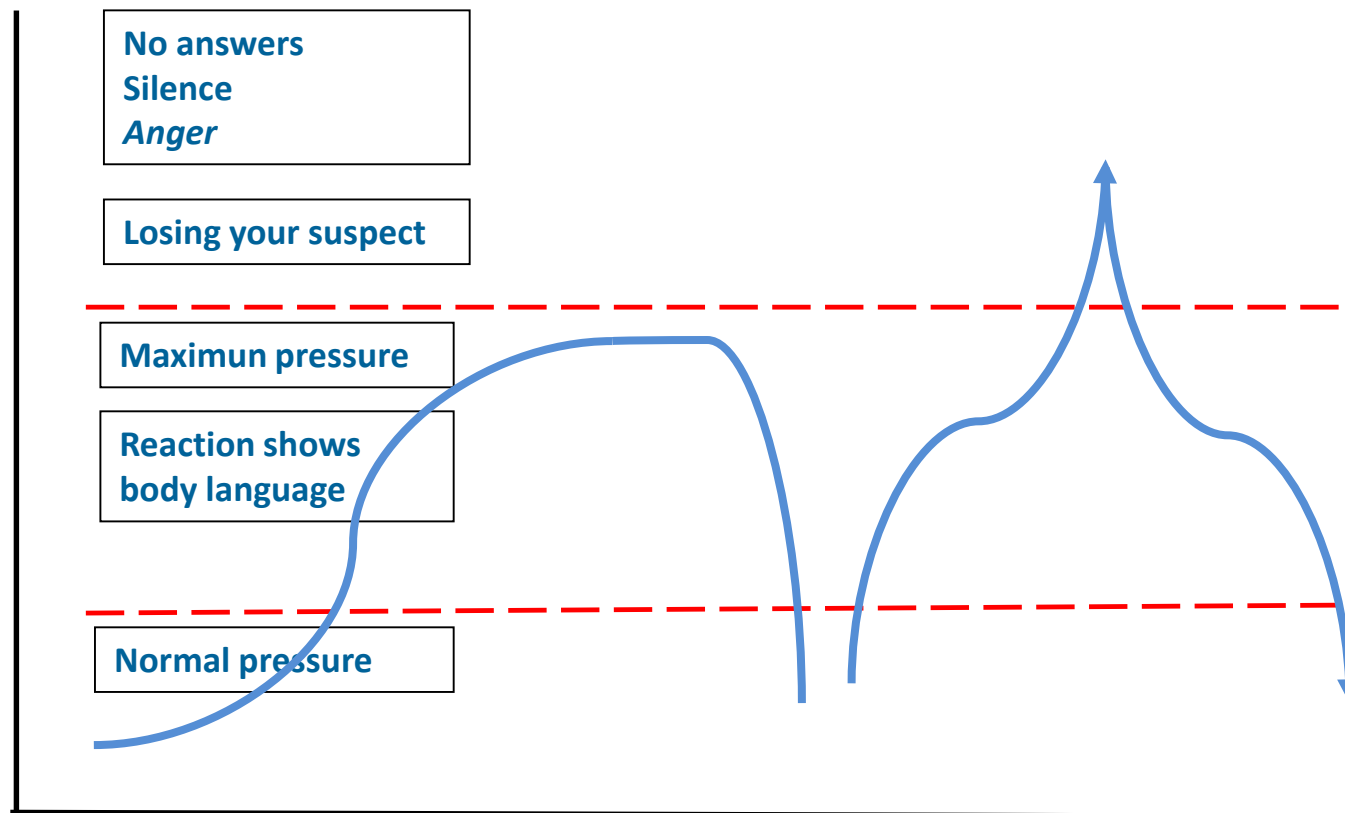 No answers
Silence
Anger
Losing your suspect
Maximun pressure
Reaction shows
body language
Normal pressure